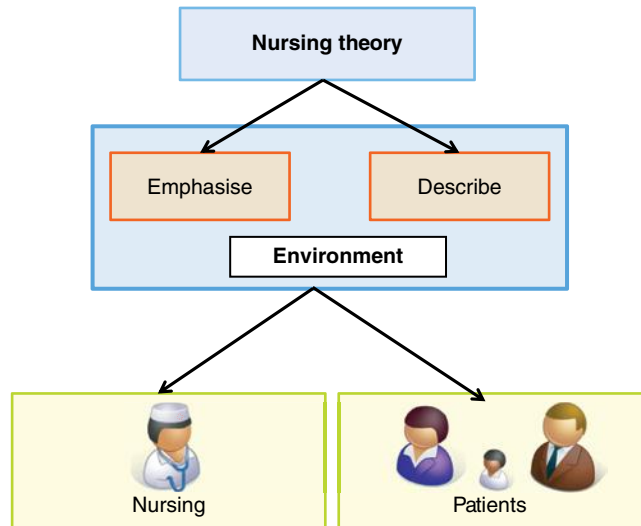 Nursing theory
Emphasise
Describe
Environment
Nursing
Patients